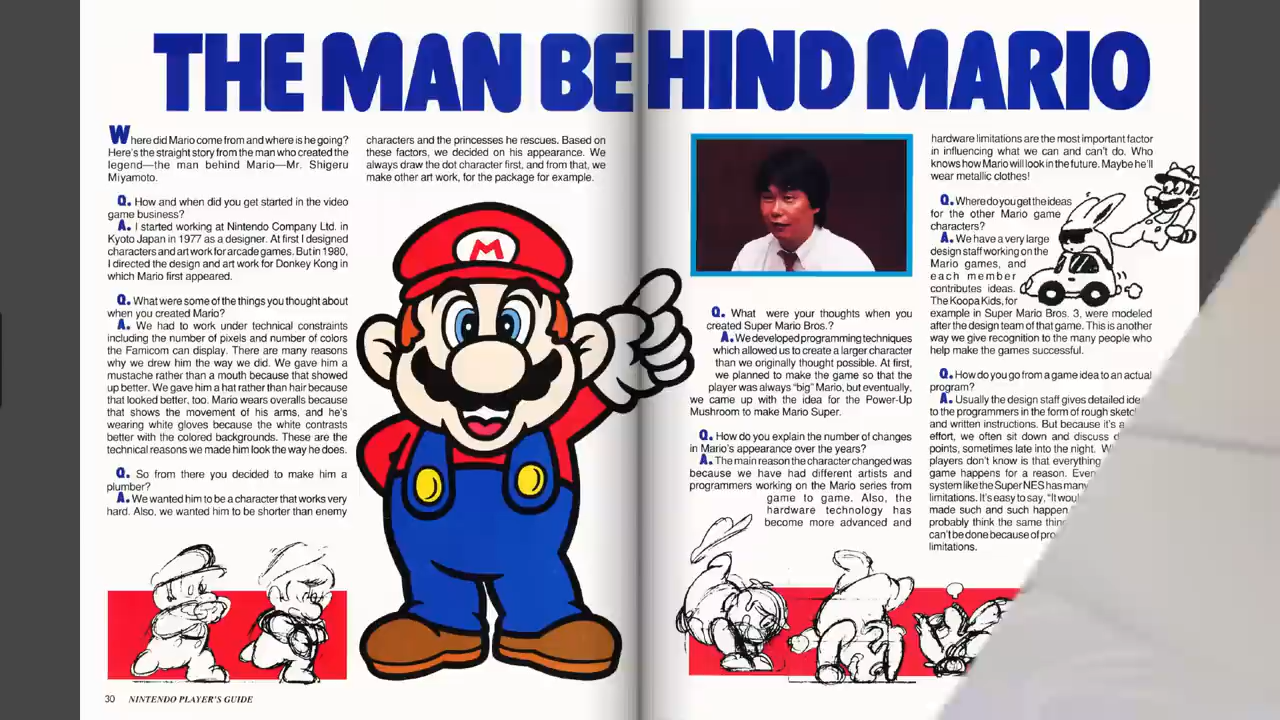 THE MAN BEHIND MARIO
Where did Mario come from and where is he going?
Here's the straight story from the man who created the
legend—the man behind Mario—Mr. Shigeru
Miyamoto.
Q. How and when did you get started in the video
game business?
A. I started working at Nintendo Company Ltd. in
Kyoto Japan in 1977 as a designer. At first I designed
characters and art work for arcade games. But in 1980,
I directed the design and art work for Donkey Kong in
which Mario first appeared.
Q. What were some of the things you thought about
when you created Mario?
A. We had to work under technical constraints
including the number of pixels and number of colors
the Famicom can display. There are many reasons
why we drew him the way we did. We gave him a
mustache rather than a mouth because that showed
up better. We gave him a hat rather than hair because
that looked better, too. Mario wears overalls because
that shows the movement of his arms, and he's
wearing white gloves because the white contrasts
better with the colored backgrounds. These are the
technical reasons we made him look the way he does.
Q. So from there you decided to make him a
plumber?
A. We wanted him to be a character that works very
hard. Also, we wanted him to be shorter than enemy
characters and the princesses he rescues. Based on
these factors, we decided on his appearance. We
always draw the dot character first, and from that, we
make other art work, for the package for example.
M
Q. What were your thoughts when you
created Super Mario Bros.?
A. We developed programming techniques
which allowed us to create a larger character
than we originally thought possible. At first,
we planned to make the game so that the
player was always "big" Mario, but eventually,
we came up with the idea for the Power-Up
Mushroom to make Mario Super.
Q. How do you explain the number of changes
in Mario's appearance over the years?
A. The main reason the character changed was
because we have had different artists and
programmers working on the Mario series from
game to game. Also, the
hardware technology has
become more advanced and
hardware limitations are the most important factor
in influencing what we can and can't do. Who
knows how Mario will look in the future. Maybe he'll
wear metallic clothes!
Q. Where do you get the ideas
for the other Mario game
characters?
A. We have a very large
design staff working on the
Mario games, and
each member
contributes ideas.
The Koopa Kids, for
example in Super Mario Bros. 3, were modeled
after the design team of that game. This is another
way we give recognition to the many people who
help make the games successful.
Q. How do you go from a game idea to an actual
program?
A. Usually the design staff gives detailed
to the programmers in the form of rough
and written instructions. But because it's a
effort, we often sit down and discuss
points, sometimes late into the night.
players don't know is that everything
game happens for a reason.
system like the Super NES has many
limitations. It's easy to say,
made such and such happen
probably think the same
can't be done because of
limitations.
30 NINTENDO PLAYER'S GUIDE